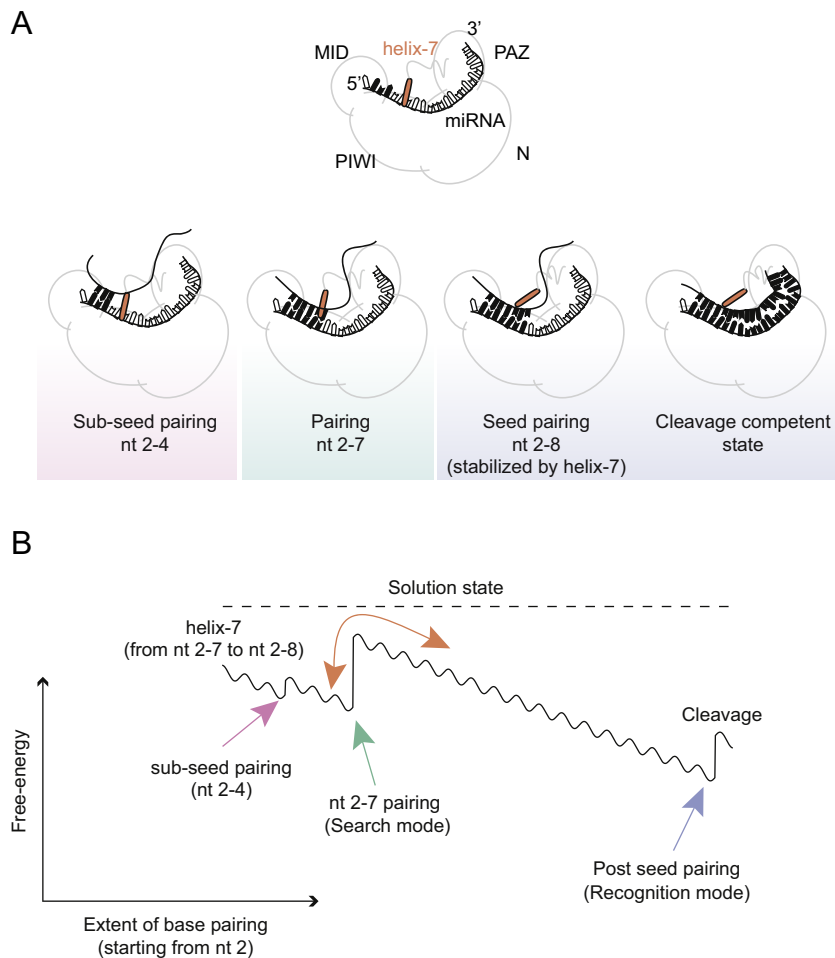 A
MID
helix-7
3’
PAZ
5’
miRNA
PIWI
N
Sub-seed pairing
nt 2-4
Pairing
nt 2-7
Seed pairing
nt 2-8
(stabilized by helix-7)
Cleavage competent
state
B
Solution state
helix-7
(from nt 2-7 to nt 2-8)
Cleavage
sub-seed pairing
(nt 2-4)
nt 2-7 pairing
(Search mode)
Post seed pairing
(Recognition mode)
Free-energy
Extent of base pairing
(starting from nt 2)